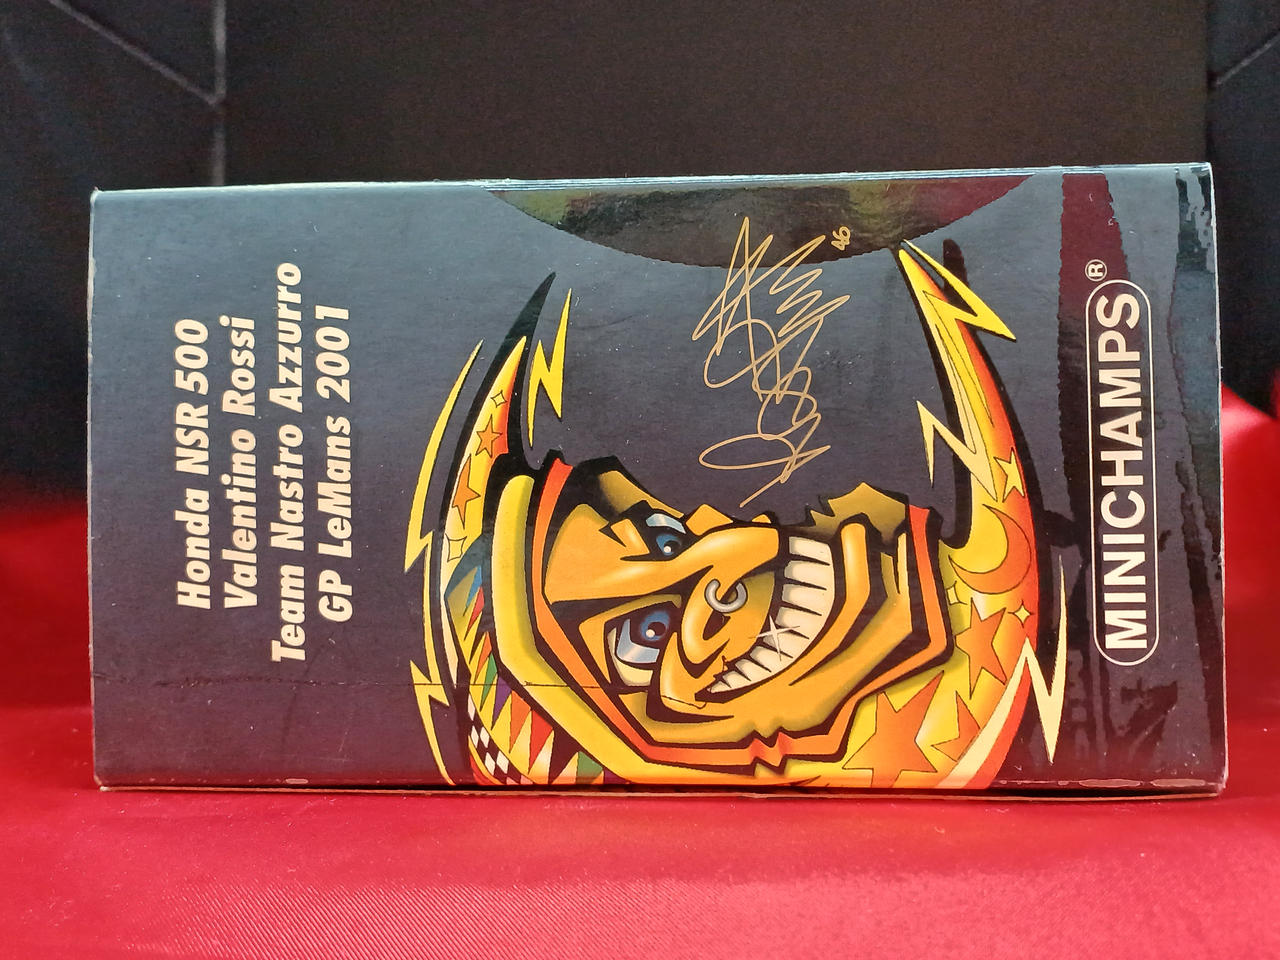 Honda NSR 500
Valentino Rossi
Team Nastro Azzurro
GP LeMans 2001
46
MINICHAMPS®